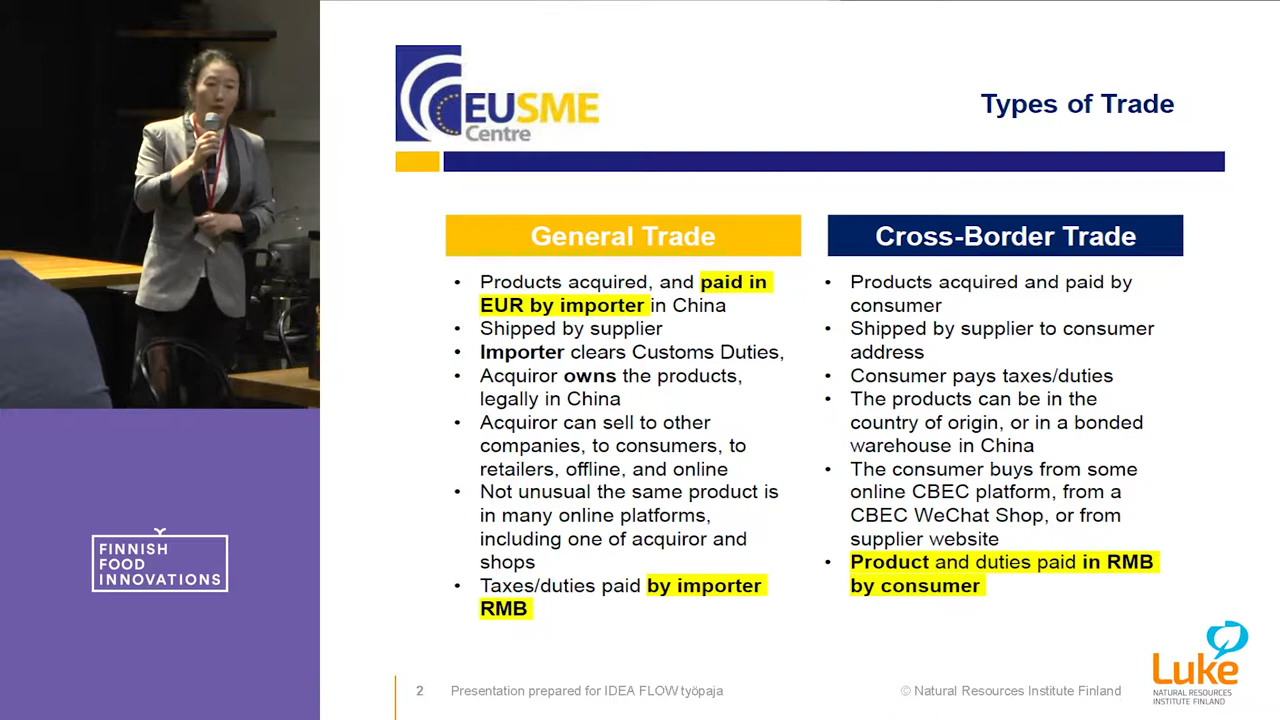 EUSME
Centre
Types of Trade
General Trade
• Products acquired, and paid in
EUR by importer in China
• Shipped by supplier
• Importer clears Customs Duties,
• Acquiror owns the products,
legally in China
• Acquiror can sell to other
companies, to consumers, to
retailers, offline, and online
• Not unusual the same product is
in many online platforms,
including one of acquiror and
shops
• Taxes/duties paid by importer
RMB
Cross-Border Trade
• Products acquired and paid by
consumer
• Shipped by supplier to consumer
address
• Consumer pays taxes/duties
• The products can be in the
country of origin, or in a bonded
warehouse in China
• The consumer buys from some
online CBEC platform, from a
CBEC WeChat Shop, or from
supplier website
• Product and duties paid in RMB
by consumer
FINNISH
FOOD
INNOVATIONS
2 Presentation prepared for IDEA FLOW työpaja
© Natural Resources Institute Finland
Luke
NATURAL RESOURCES
INSTITUTE FINLAND